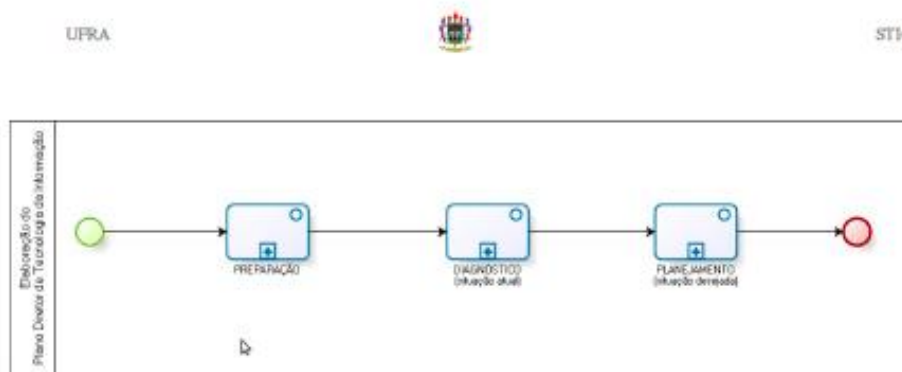 UFRA
STI
Elaboração do
Plano Diretor de Tecnologia da Informação
PREPARAÇÃO
DIAGNÓSTICO
(situação atual)
PLANEJAMENTO
(situação desejada)